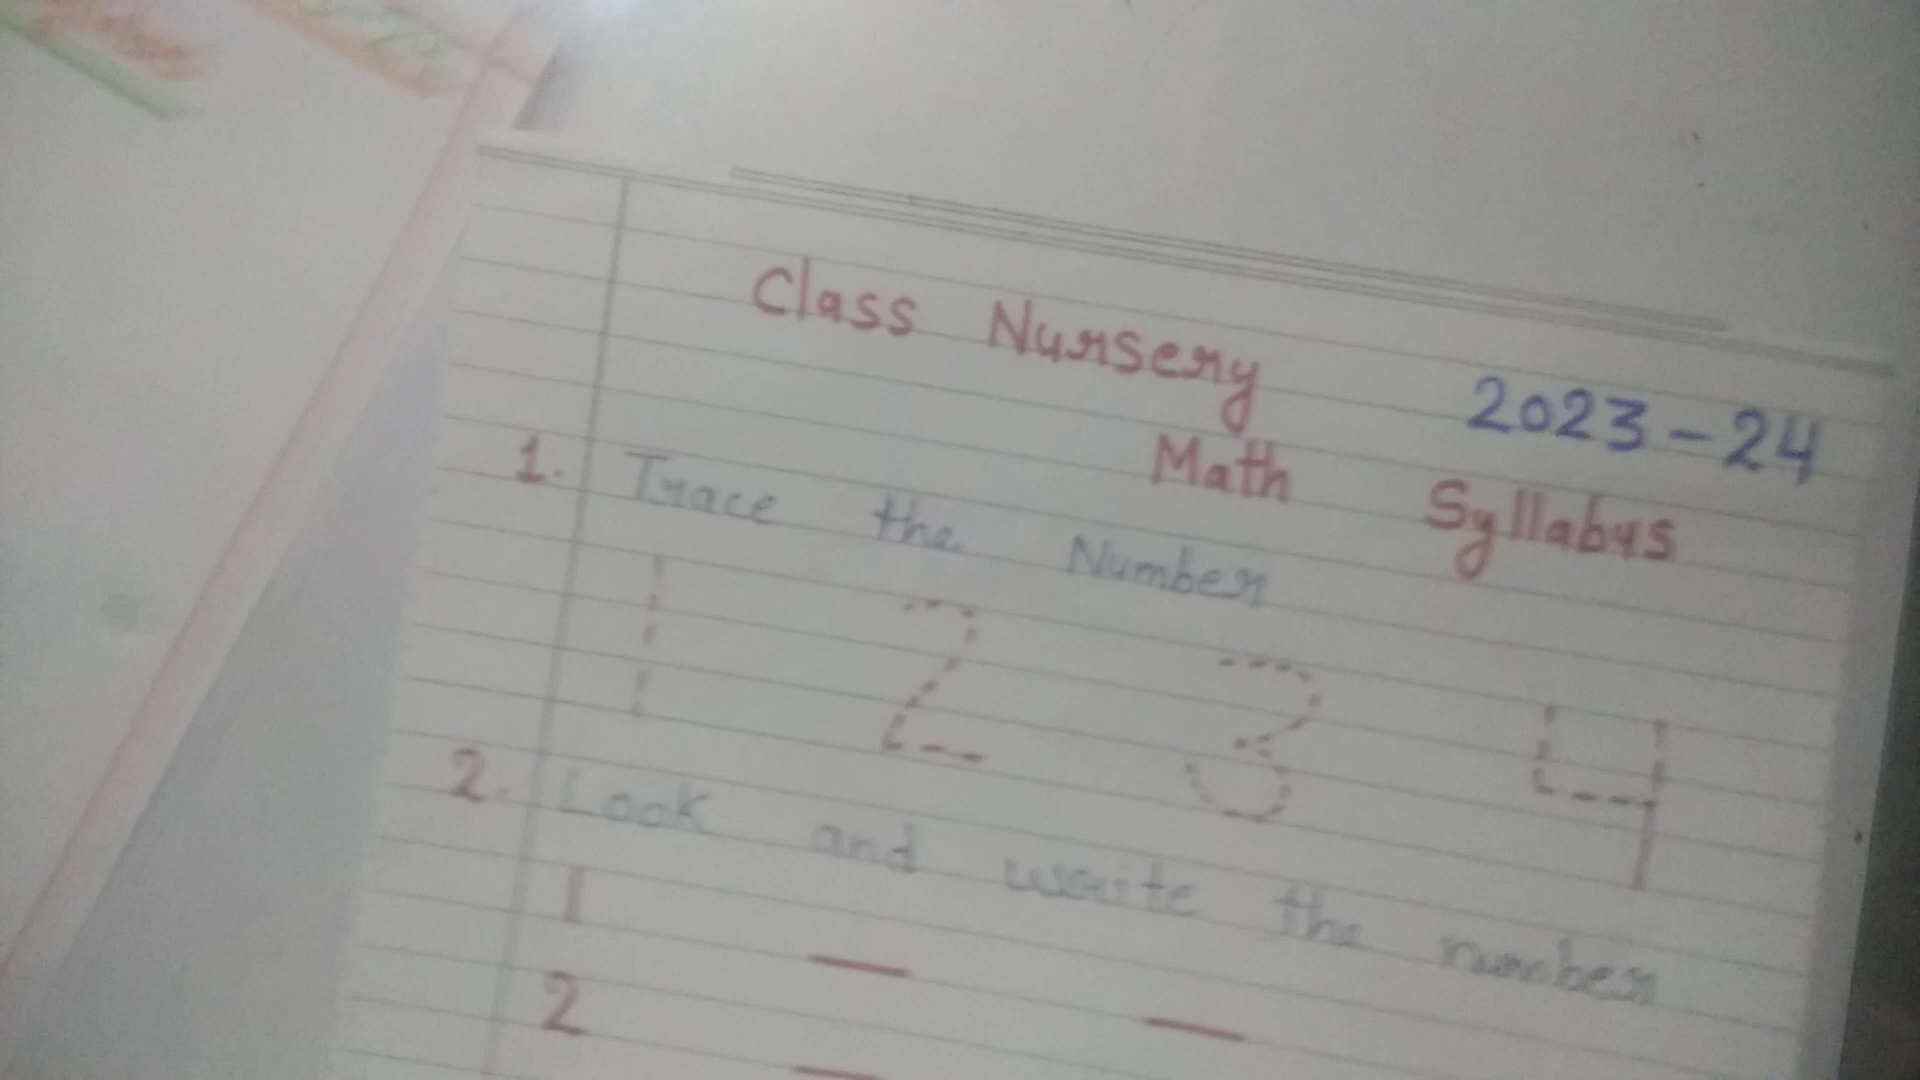 Class Nursery
2023-24
Math Syllabus
1. Trace the Number
1 2 3 4
2. Look and write the number
1 __ __
2 __